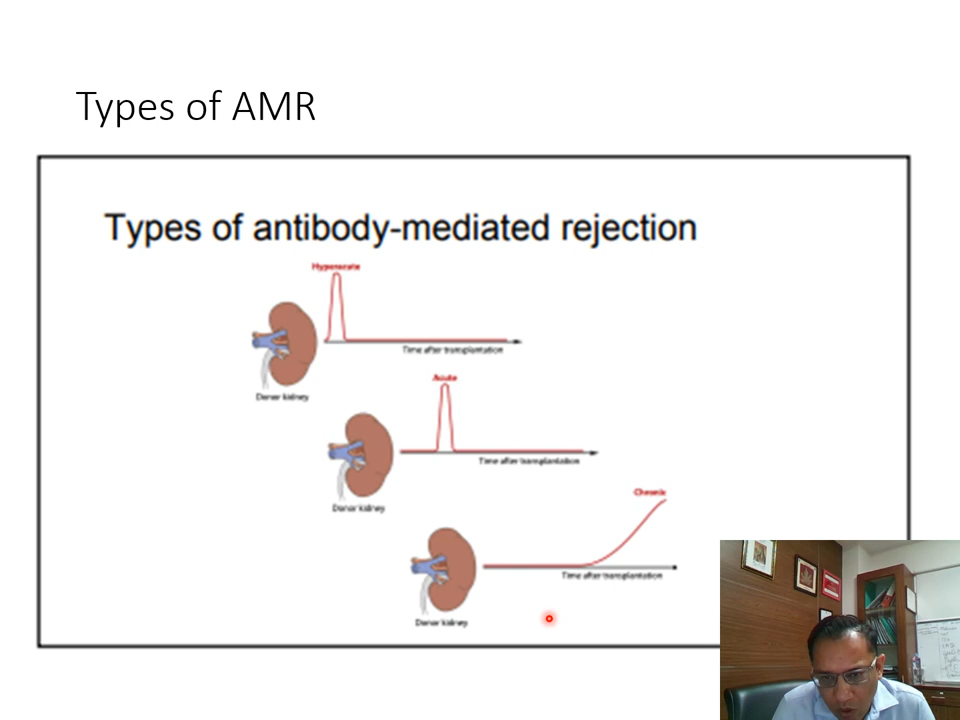 Types of AMR
Types of antibody-mediated rejection
Hyperacute
Time after transplantation
Donor kidney
Acute
Time after transplantation
Donor kidney
Chronic
Time after transplantation
Donor kidney